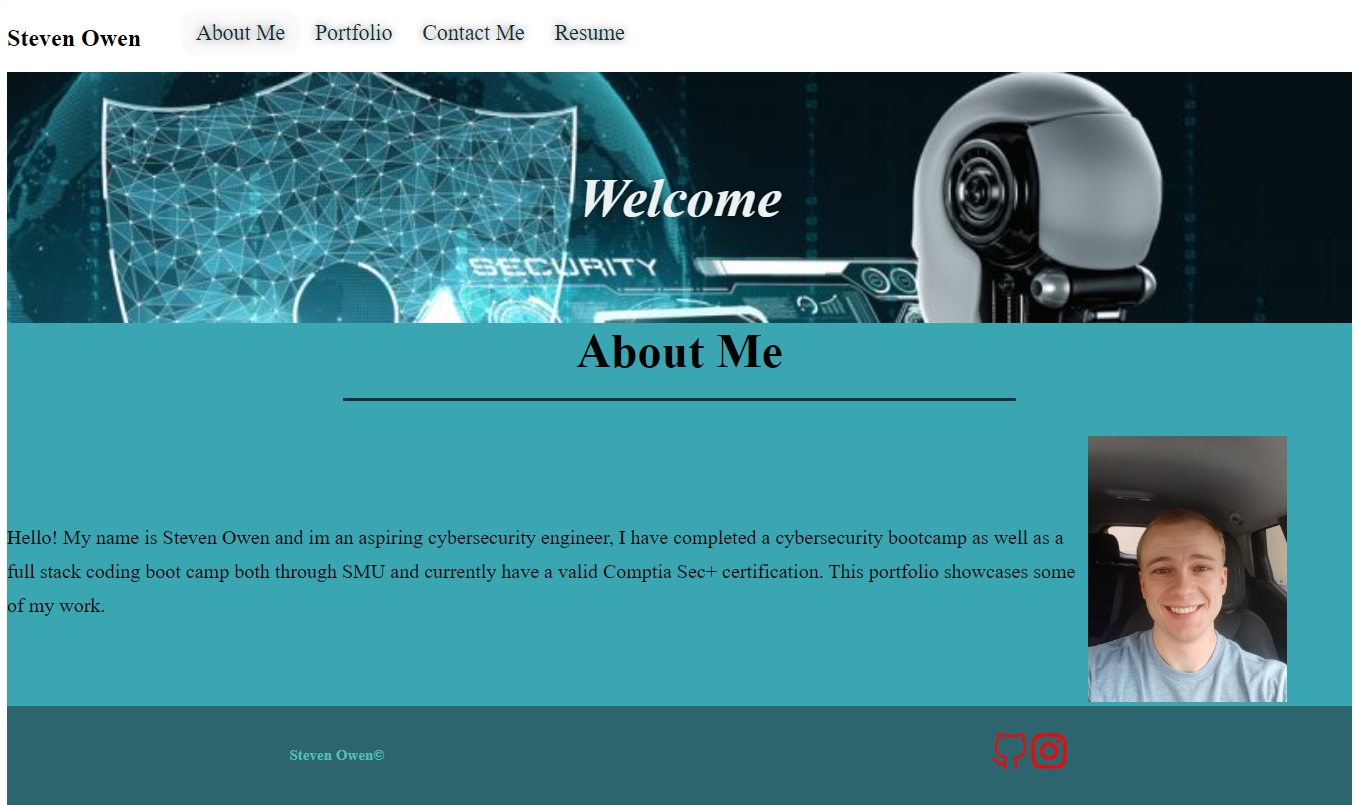 Steven Owen
About Me Portfolio Contact Me Resume
Welcome
SECURITY
About Me
Hello! My name is Steven Owen and im an aspiring cybersecurity engineer, I have completed a cybersecurity bootcamp as well as a
full stack coding boot camp both through SMU and currently have a valid Comptia Sec+ certification. This portfolio showcases some
of my work.
Steven Owen©